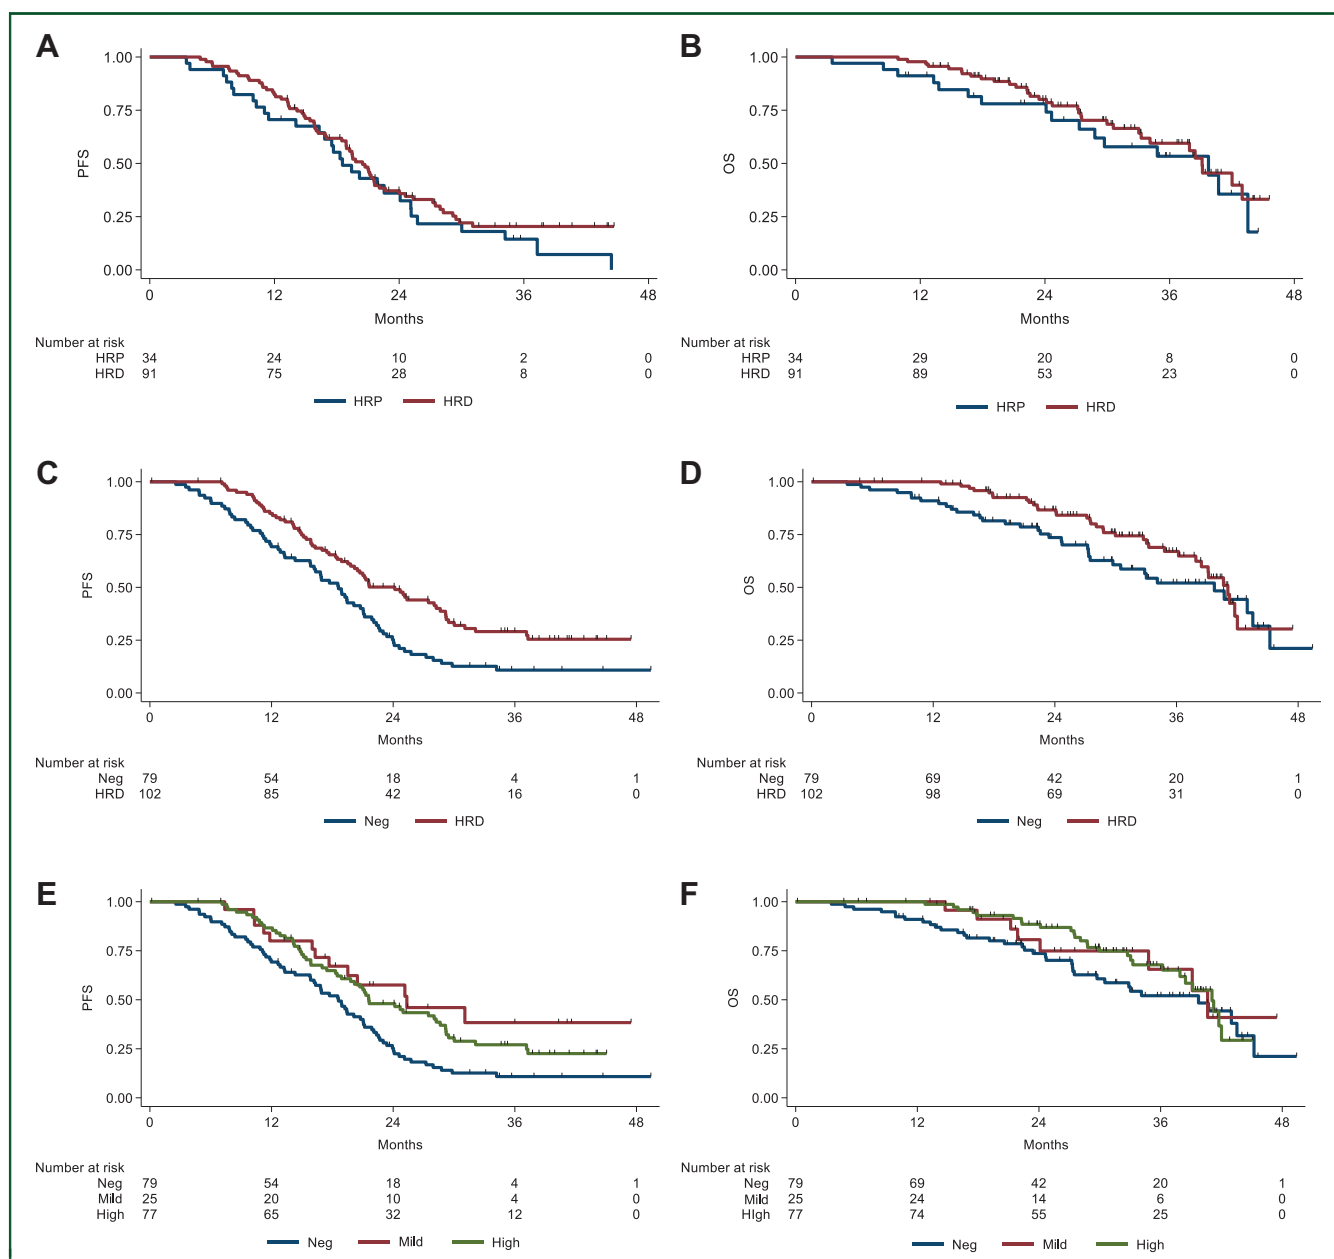 A
PFS
1.00
0.75
0.50
0.25
0.00
0 12 24 36 48
Months
Number at risk
HRP 34 24 10 2 0
HRD 91 75 28 8 0
HRP HRD
B
OS
1.00
0.75
0.50
0.25
0.00
0 12 24 36 48
Months
Number at risk
HRP 34 29 20 8 0
HRD 91 89 53 23 0
HRP HRD
C
PFS
1.00
0.75
0.50
0.25
0.00
0 12 24 36 48
Months
Number at risk
Neg 79 54 18 4 1
HRD 102 85 42 16 0
Neg HRD
D
OS
1.00
0.75
0.50
0.25
0.00
0 12 24 36 48
Months
Number at risk
Neg 79 69 42 20 1
HRD 102 98 69 31 0
Neg HRD
E
PFS
1.00
0.75
0.50
0.25
0.00
0 12 24 36 48
Months
Number at risk
Neg 79 54 18 4 1
Mild 25 20 10 4 0
High 77 65 32 12 0
Neg Mild High
F
OS
1.00
0.75
0.50
0.25
0.00
0 12 24 36 48
Months
Number at risk
Neg 79 69 42 20 1
Mild 25 24 14 6 0
HIgh 77 74 55 25 0
Neg Mild High